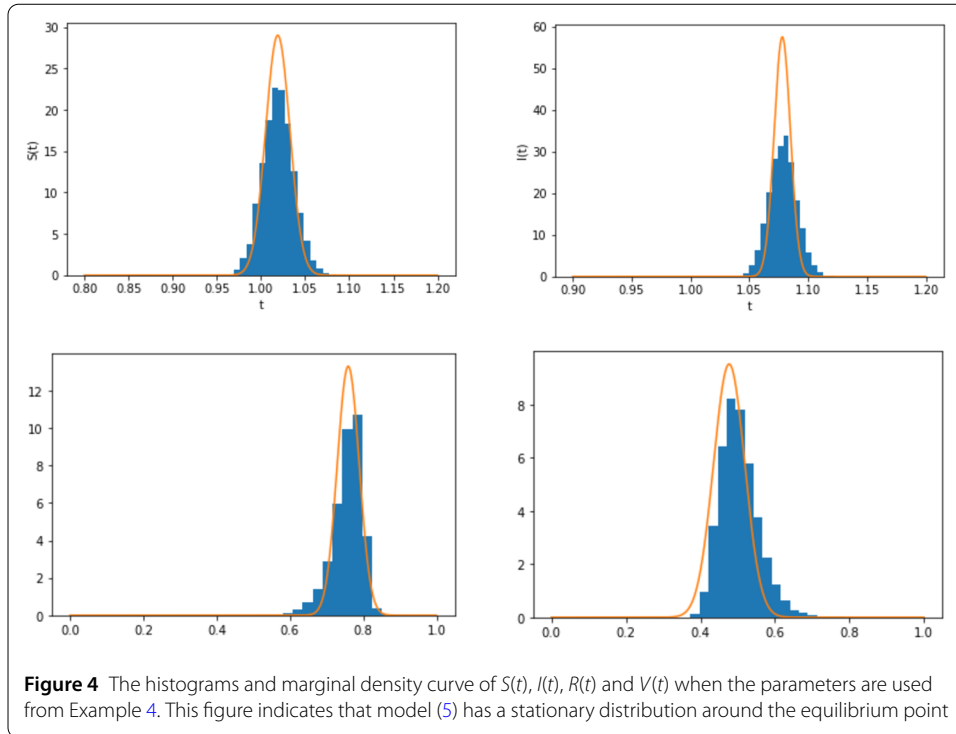 30
25
20
15
10
5
0
S(t)
0.80 0.85 0.90 0.95 1.00 1.05 1.10 1.15 1.20
t
60
50
40
30
20
10
0
I(t)
0.90 0.95 1.00 1.05 1.10 1.15 1.20
t
12
10
8
6
4
2
0
0.0 0.2 0.4 0.6 0.8 1.0
8
6
4
2
0
0.0 0.2 0.4 0.6 0.8 1.0
Figure 4 The histograms and marginal density curve of S(t), I(t), R(t) and V(t) when the parameters are used
from Example 4. This figure indicates that model (5) has a stationary distribution around the equilibrium point